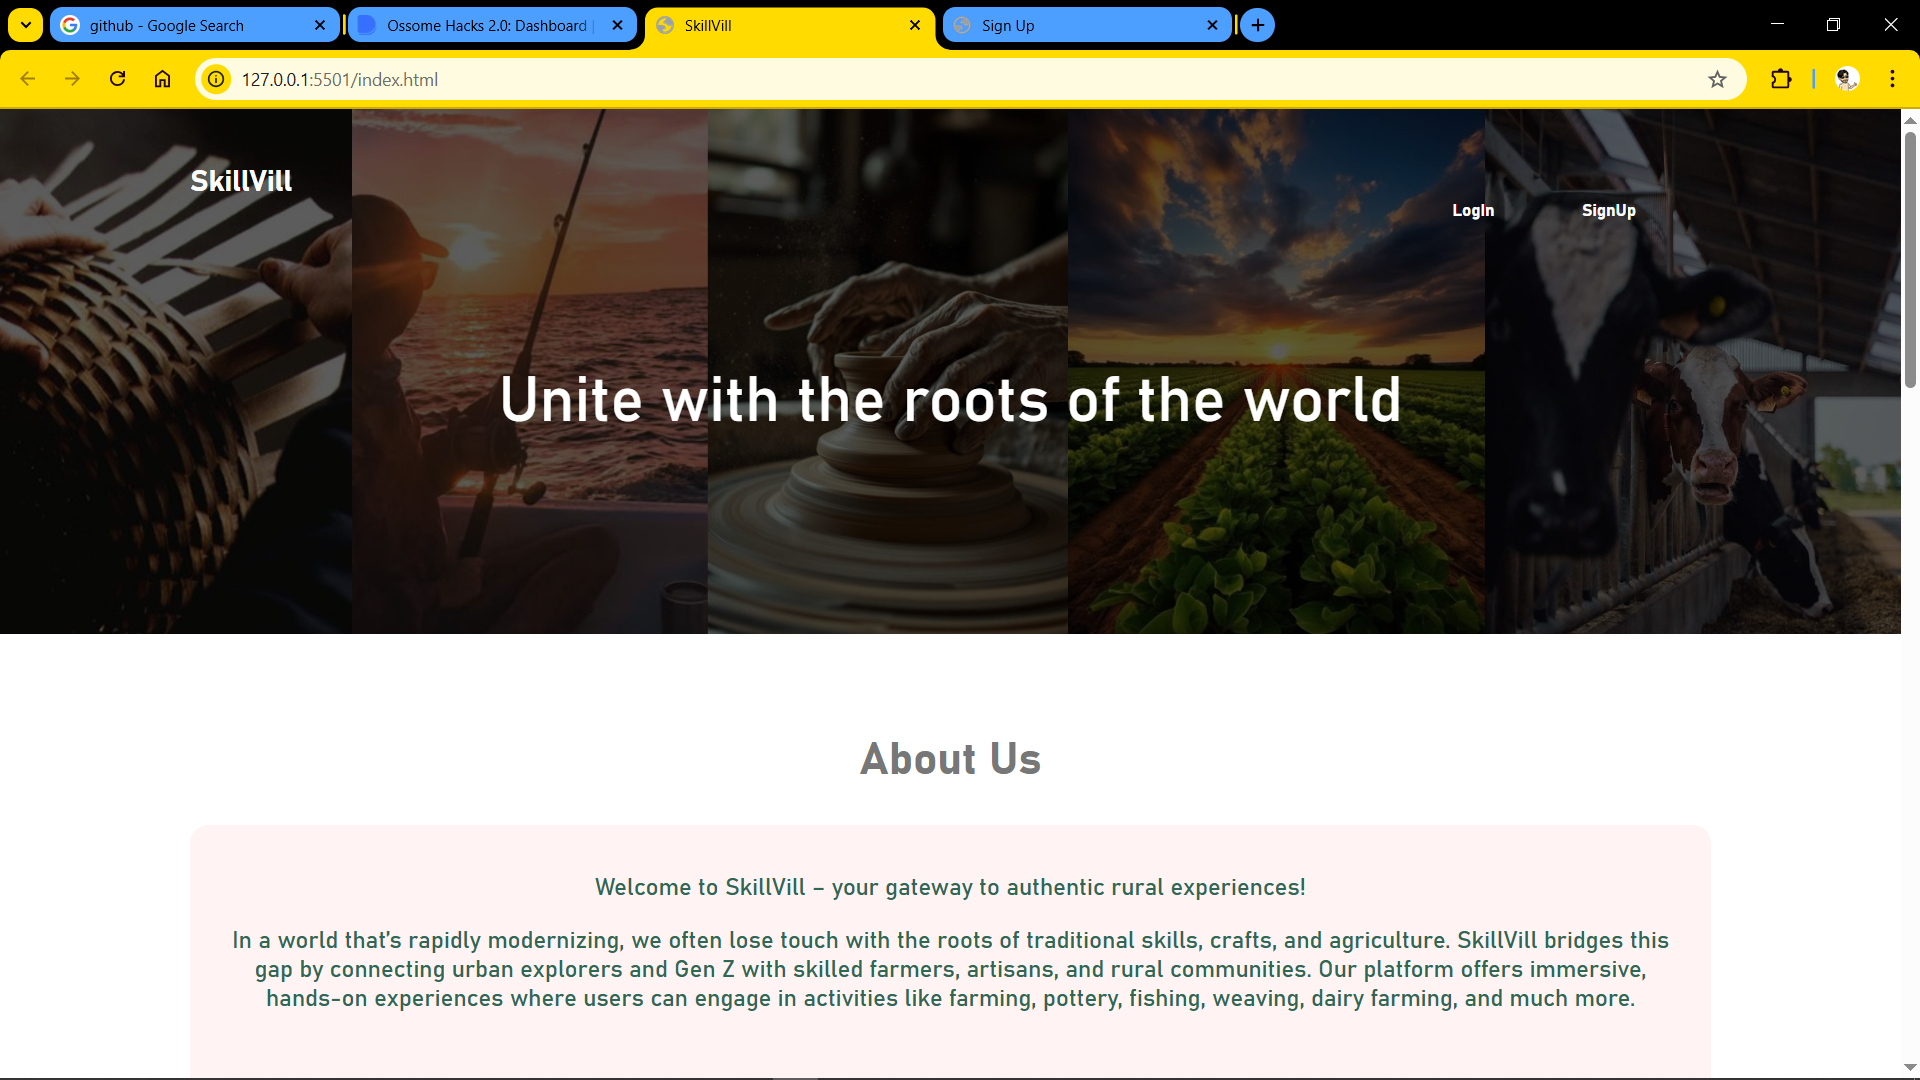 github - Google Search
Ossome Hacks 2.0: Dashboard |
SkillVill
Sign Up
127.0.0.1:5501/index.html
SkillVill
LogIn
SignUp
Unite with the roots of the world
About Us
Welcome to SkillVill – your gateway to authentic rural experiences!
In a world that's rapidly modernizing, we often lose touch with the roots of traditional skills, crafts, and agriculture. SkillVill bridges this
gap by connecting urban explorers and Gen Z with skilled farmers, artisans, and rural communities. Our platform offers immersive,
hands-on experiences where users can engage in activities like farming, pottery, fishing, weaving, dairy farming, and much more.